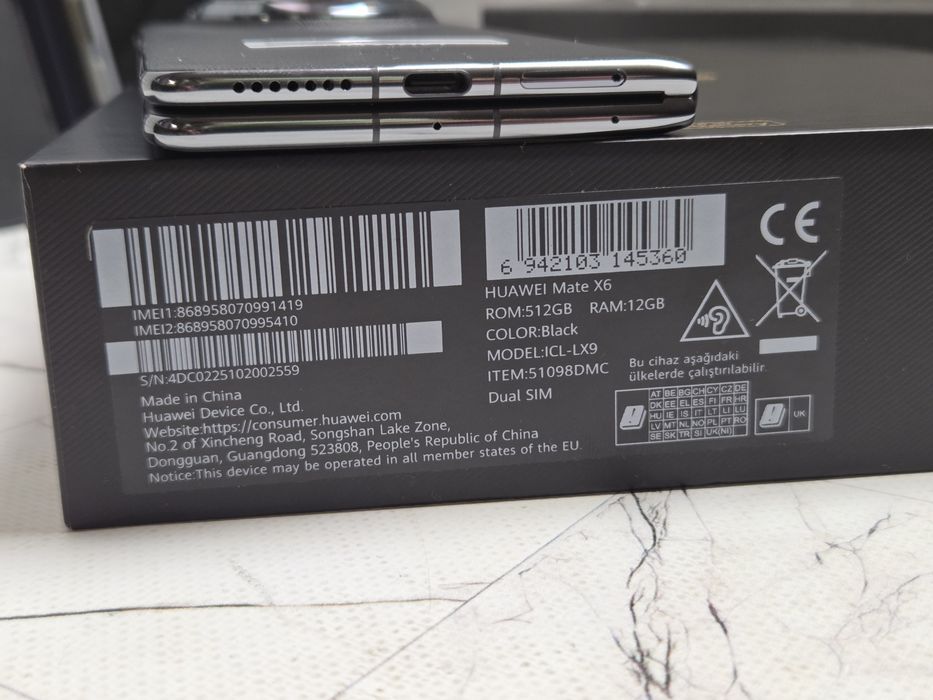 IMEI1:868958070991419
IMEI2:868958070995410
S/N:4DC0225102002559
Made in China
Huawei Device Co., Ltd.
Website:https://consumer.huawei.com
No.2 of Xincheng Road, Songshan Lake Zone,
Dongguan, Guangdong 523808, People's Republic of China
Notice:This device may be operated in all member states of the EU.
6 942103 145360
HUAWEI Mate X6
ROM:512GB RAM:12GB
COLOR:Black
MODEL:ICL-LX9
ITEM:51098DMC
Dual SIM
CE
Bu cihaz aşağıdaki
ülkelerde çalıştırılabilir.
AT BE BG CH CY CZ DE
DK EE EL ES FI FR HR
HU IE IS IT LT LI LU
LV MT NL NO PL PT RO
SE SK TR SI UK(NI)
UK